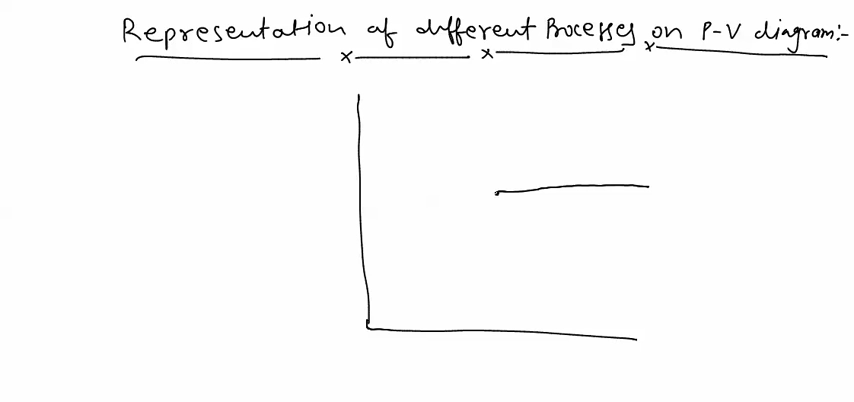 Representation of different Processes on P-V diagram:-